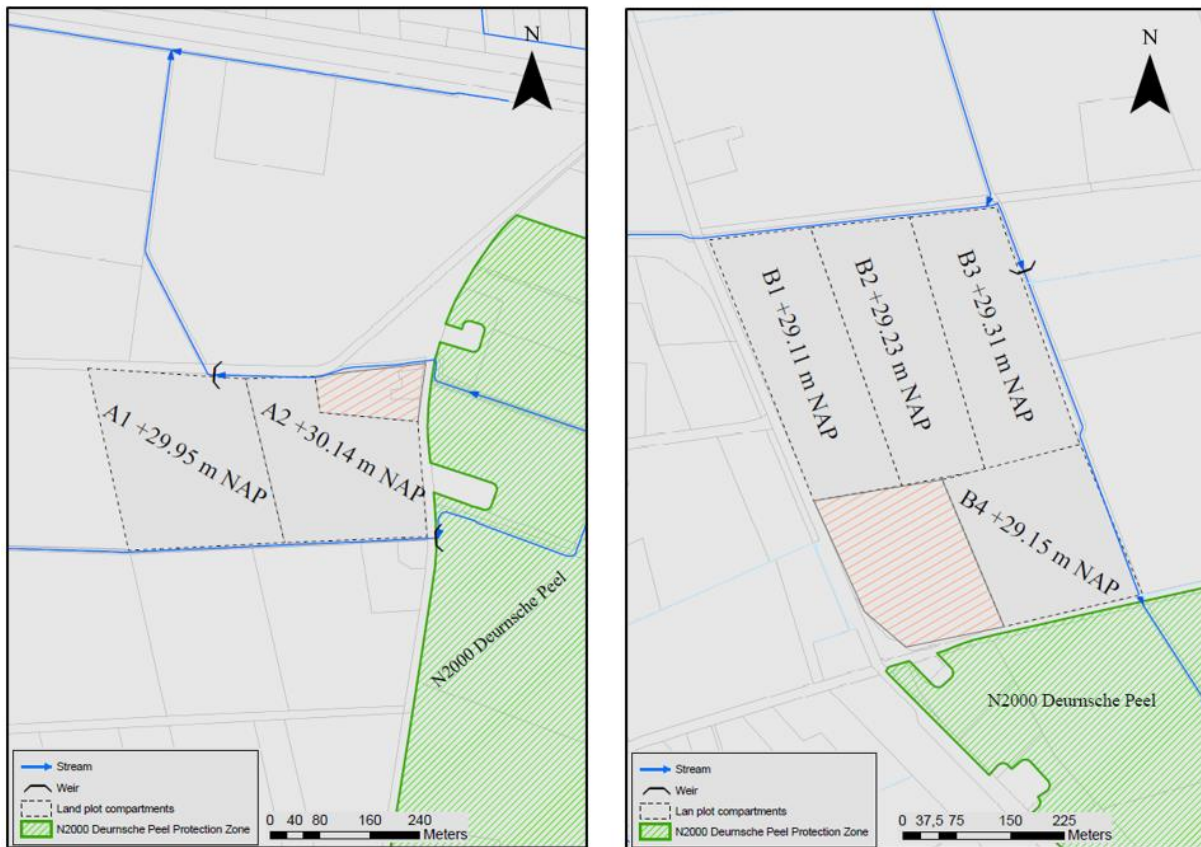 N
A1 +29.95 m NAP
A2 +30.14 m NAP
N2000 Deurnsche Peel
Stream
Weir
Land plot compartments
N2000 Deurnsche Peel Protection Zone
0 40 80 160 240
Meters
N
B1 +29.11 m NAP
B2 +29.23 m NAP
B3 +29.31 m NAP
B4 +29.15 m NAP
N2000 Deurnsche Peel
Stream
Weir
Lan plot compartments
N2000 Deurnsche Peel Protection Zone
0 37,5 75 150 225
Meters